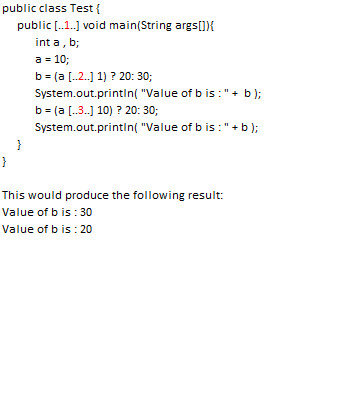 public class Test {
public [..1..] void main(String args[]){
int a , b;
a = 10;
b = (a [..2..] 1) ? 20: 30;
System.out.println( "Value of b is : " +  b );
b = (a [..3..] 10) ? 20: 30;
System.out.println( "Value of b is : " + b );
}
}
This would produce the following result:
Value of b is : 30
Value of b is : 20